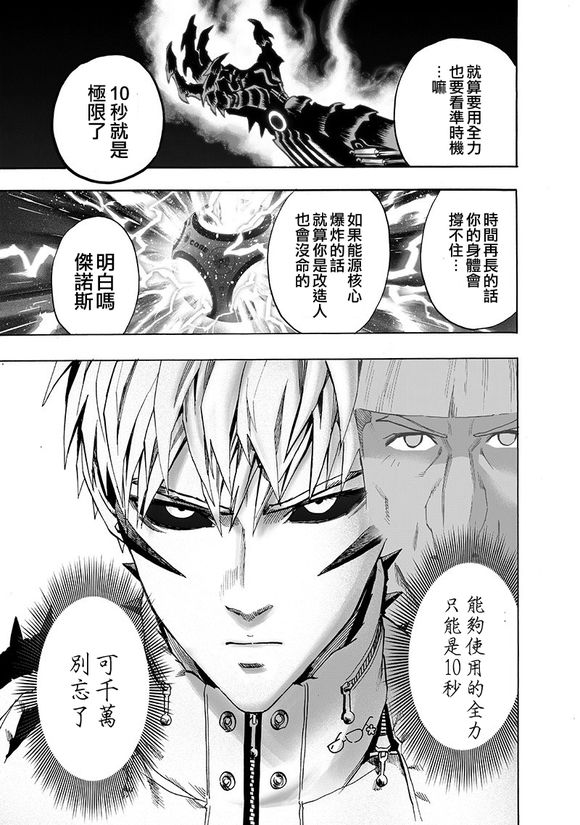 就算要用全力
也要看準時機
…嘛
10秒就是
極限了
時間再長的話
你的身體會
撐不住…
如果能源核心
爆炸的話
就算你是改造人
也會沒命的
明白嗎
傑諾斯
CORE
能夠使用的全力
只能是10秒
可千萬
別忘了